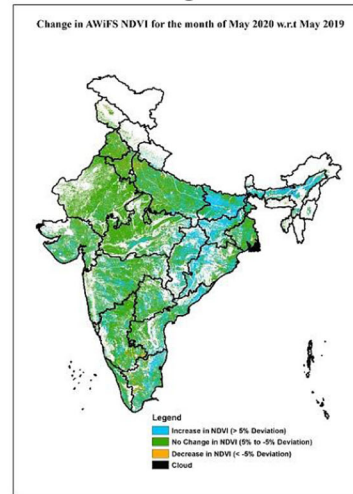 Change in AWiFS NDVI for the month of May 2020 w.r.t May 2019
Legend
Increase in NDVI (> 5% Deviation)
No Change in NDVI (5% to -5% Deviation)
Decrease in NDVI (< -5% Deviation)
Cloud